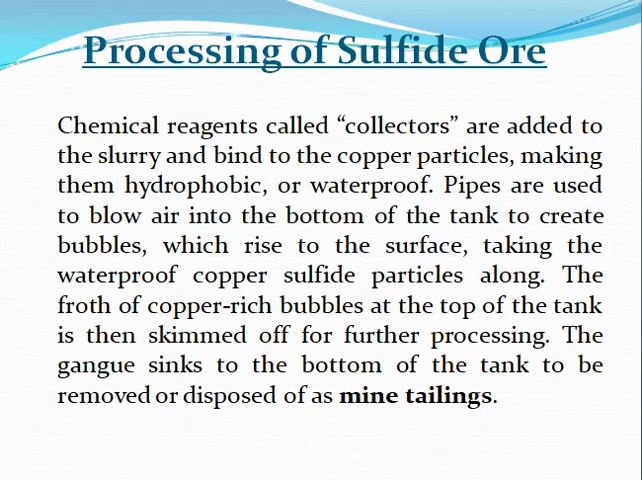 Processing of Sulfide Ore
Chemical reagents called “collectors” are added to
the slurry and bind to the copper particles, making
them hydrophobic, or waterproof. Pipes are used
to blow air into the bottom of the tank to create
bubbles, which rise to the surface, taking the
waterproof copper sulfide particles along. The
froth of copper-rich bubbles at the top of the tank
is then skimmed off for further processing. The
gangue sinks to the bottom of the tank to be
removed or disposed of as mine tailings.